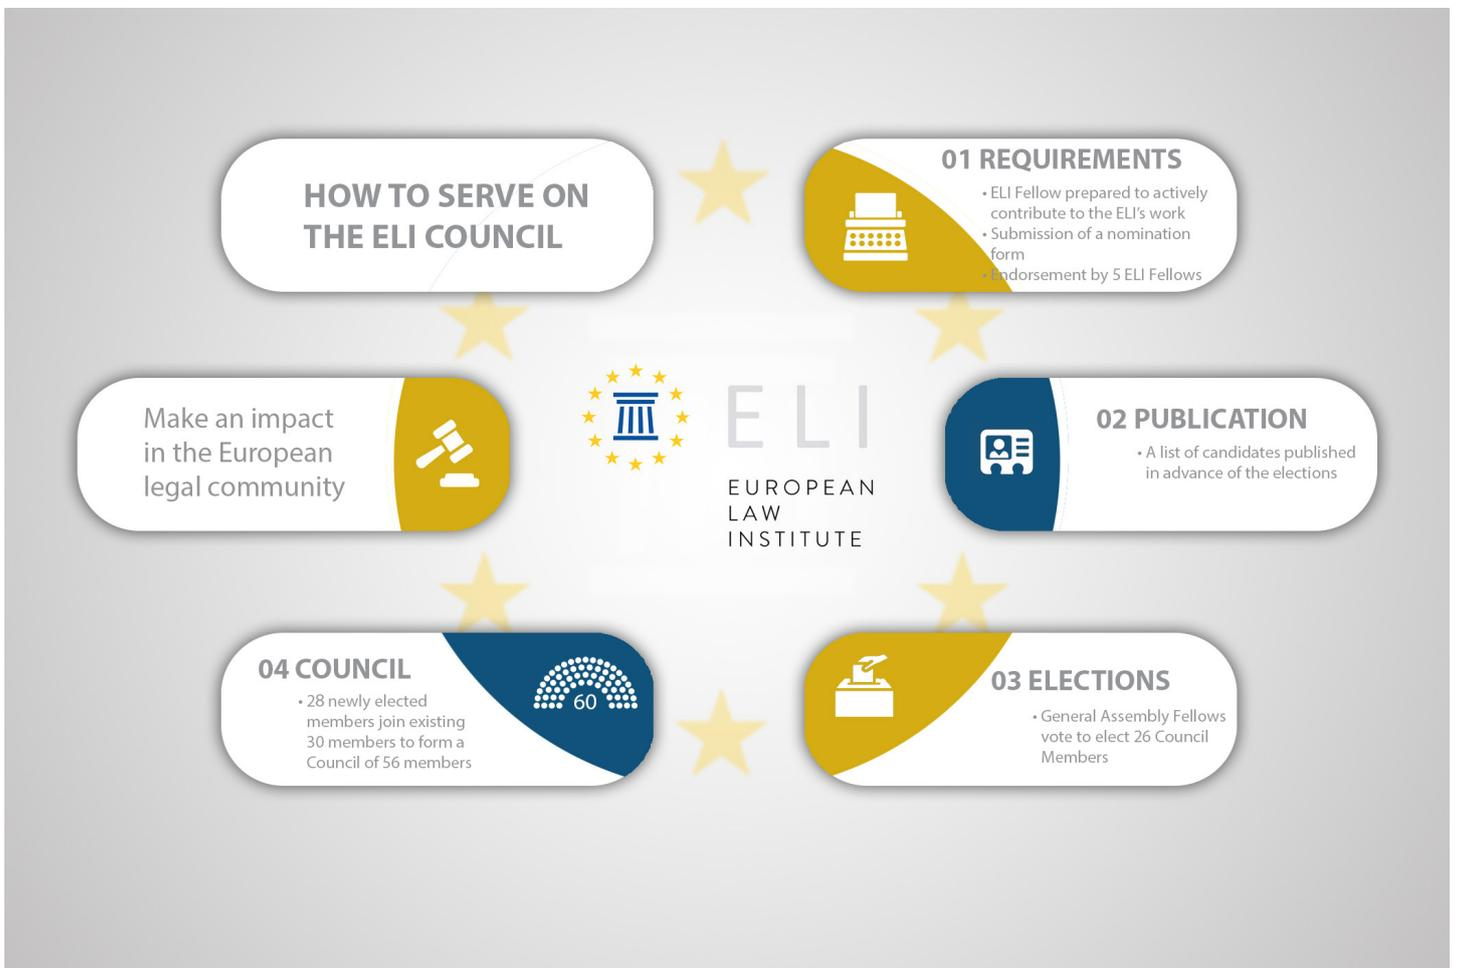 HOW TO SERVE ON
THE ELI COUNCIL
01 REQUIREMENTS
• ELI Fellow prepared to actively
contribute to the ELI's work
• Submission of a nomination
form
• Endorsement by 5 ELI Fellows
Make an impact
in the European
legal community
ELI
EUROPEAN
LAW
INSTITUTE
02 PUBLICATION
• A list of candidates published
in advance of the elections
04 COUNCIL
• 28 newly elected
members join existing
30 members to form a
Council of 56 members
60
03 ELECTIONS
• General Assembly Fellows
vote to elect 26 Council
Members